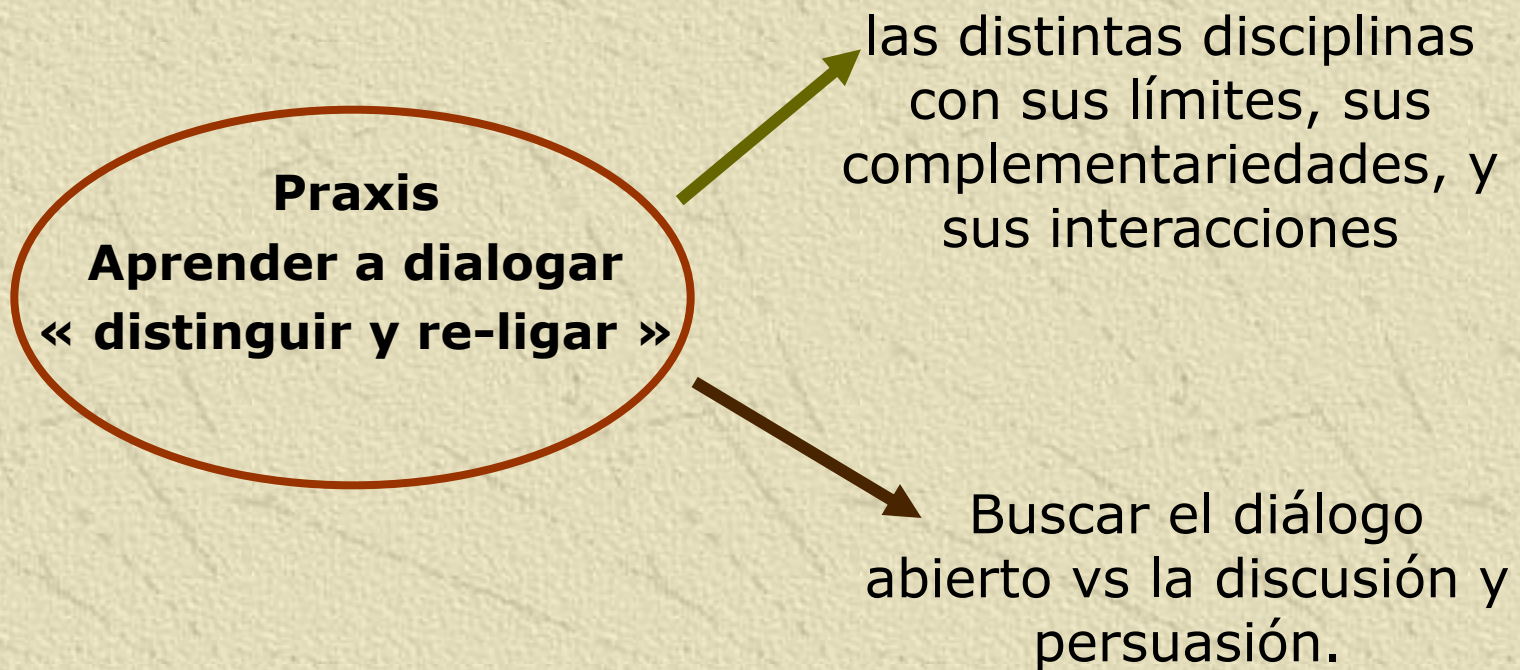 Praxis
Aprender a dialogar
« distinguir y re-ligar »
las distintas disciplinas
con sus límites, sus
complementariedades, y
sus interacciones
Buscar el diálogo
abierto vs la discusión y
persuasión.